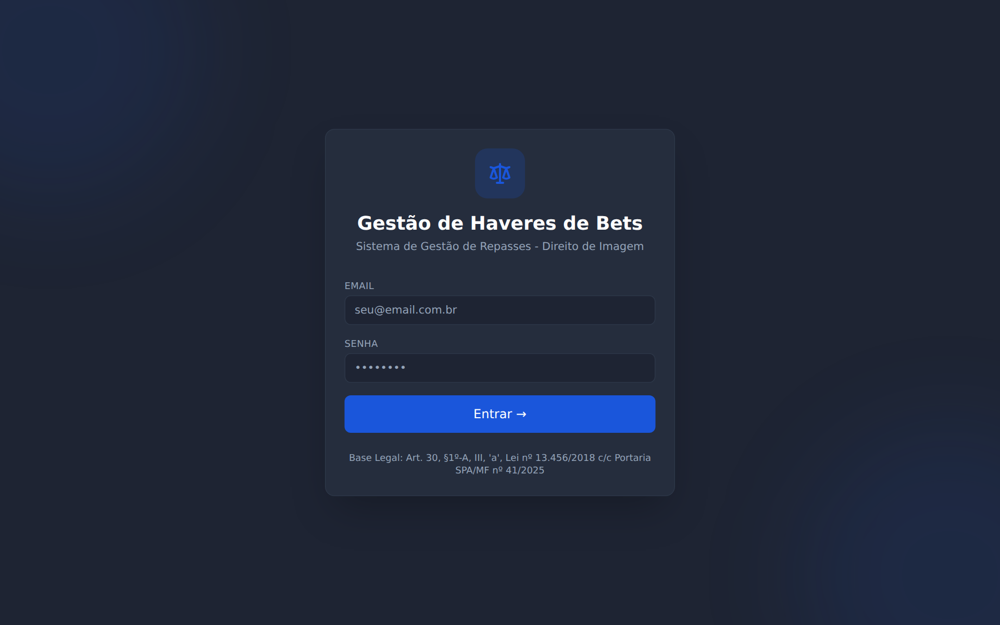 Gestão de Haveres de Bets
Sistema de Gestão de Repasses - Direito de Imagem
EMAIL
seu@email.com.br
SENHA
••••••••
Entrar →
Base Legal: Art. 30, §1º-A, III, 'a', Lei nº 13.456/2018 c/c Portaria
SPA/MF nº 41/2025